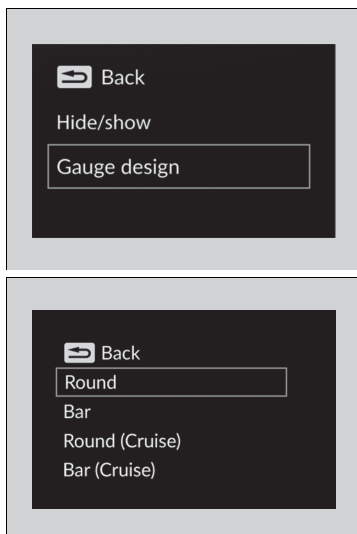 Back
Hide/show
Gauge design
Back
Round
Bar
Round (Cruise)
Bar (Cruise)